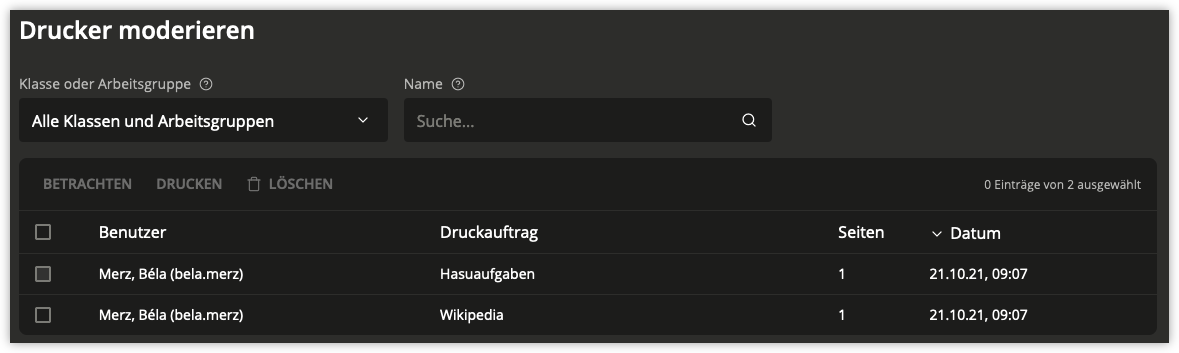 Drucker moderieren
Klasse oder Arbeitsgruppe
Name
Alle Klassen und Arbeitsgruppen
Suche...
BETRACHTEN DRUCKEN LÖSCHEN 0 Einträge von 2 ausgewählt
Benutzer Druckauftrag Seiten Datum
Merz, Béla (bela.merz) Hasuaufgaben 1 21.10.21, 09:07
Merz, Béla (bela.merz) Wikipedia 1 21.10.21, 09:07